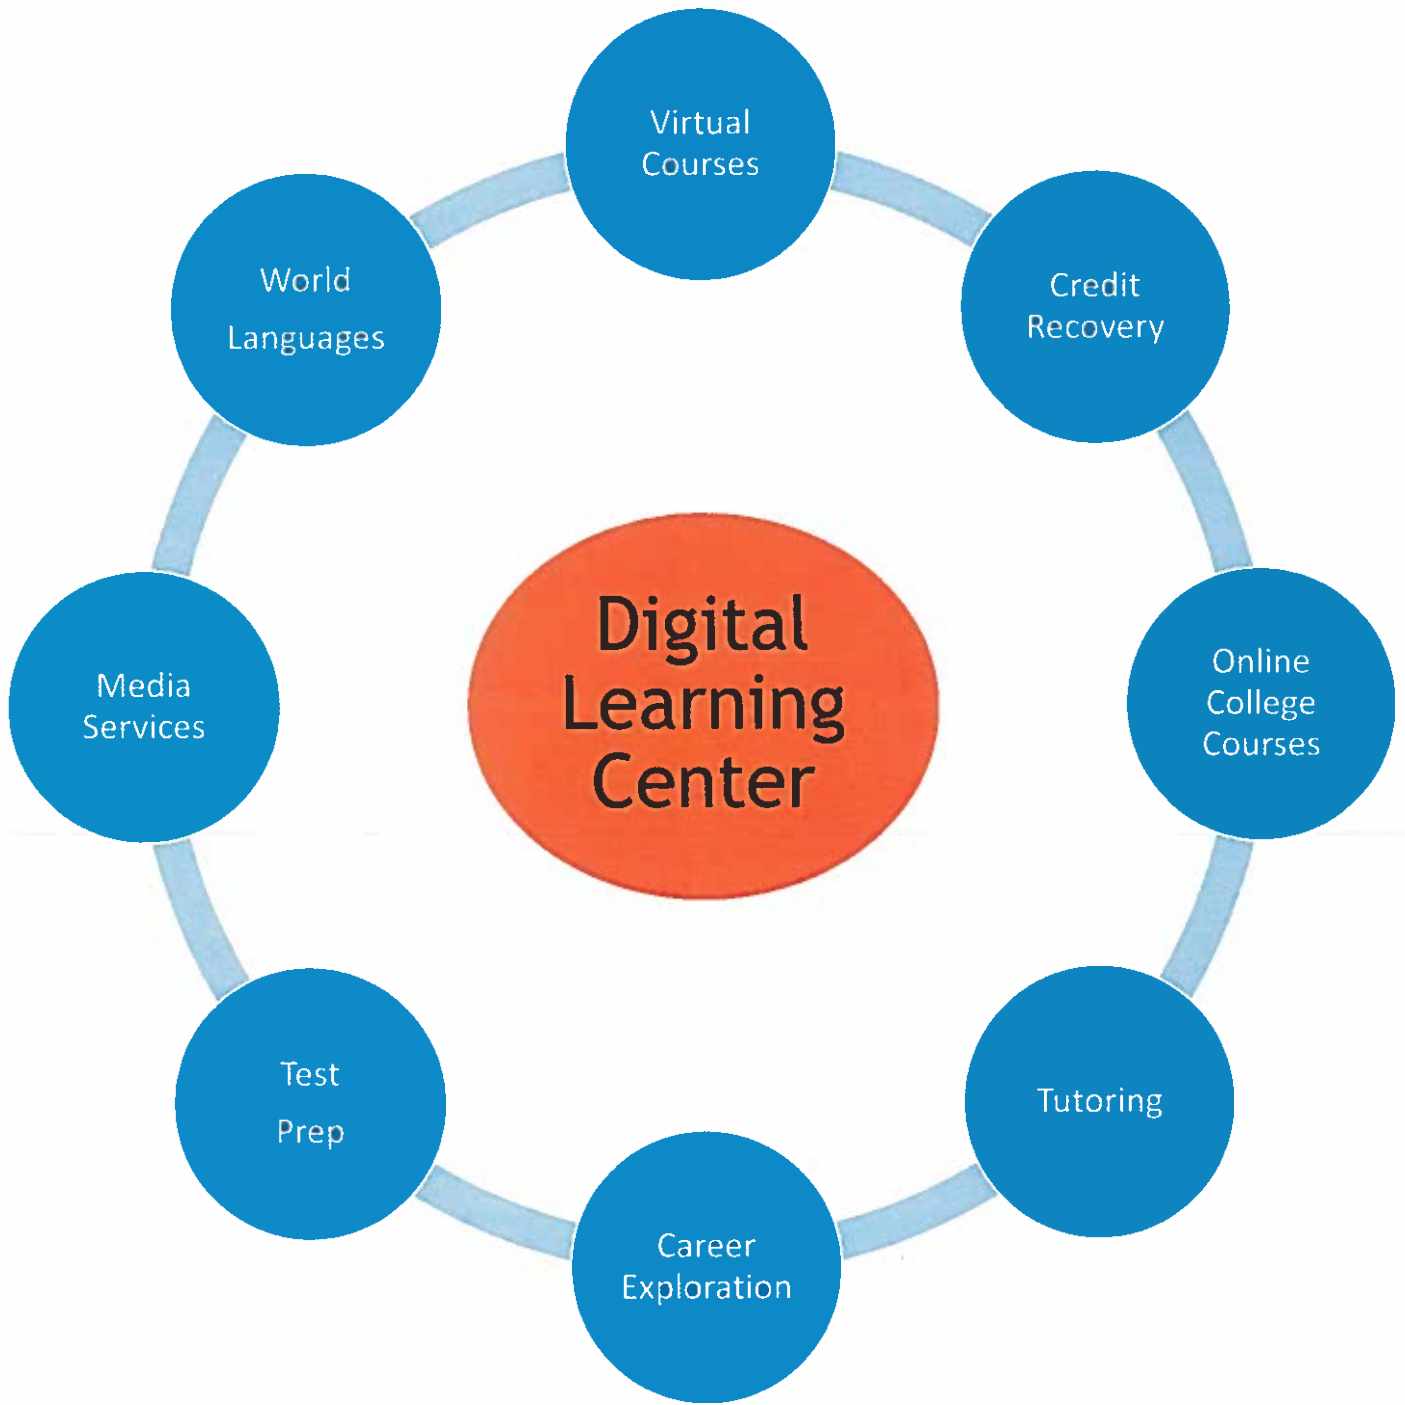 Virtual
Courses
Credit
Recovery
Online
College
Courses
Tutoring
Career
Exploration
Test
Prep
Media
Services
World
Languages
Digital
Learning
Center